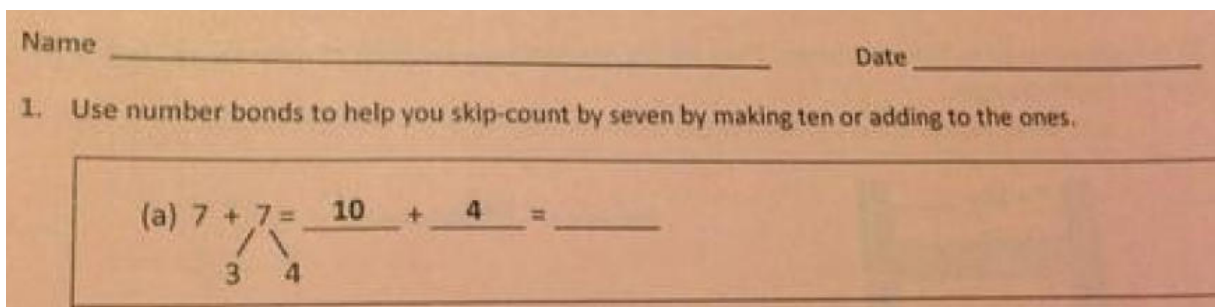 Name
Date
1. Use number bonds to help you skip-count by seven by making ten or adding to the ones.
(a) 7 + 7 = 10 + 4 =
3 4